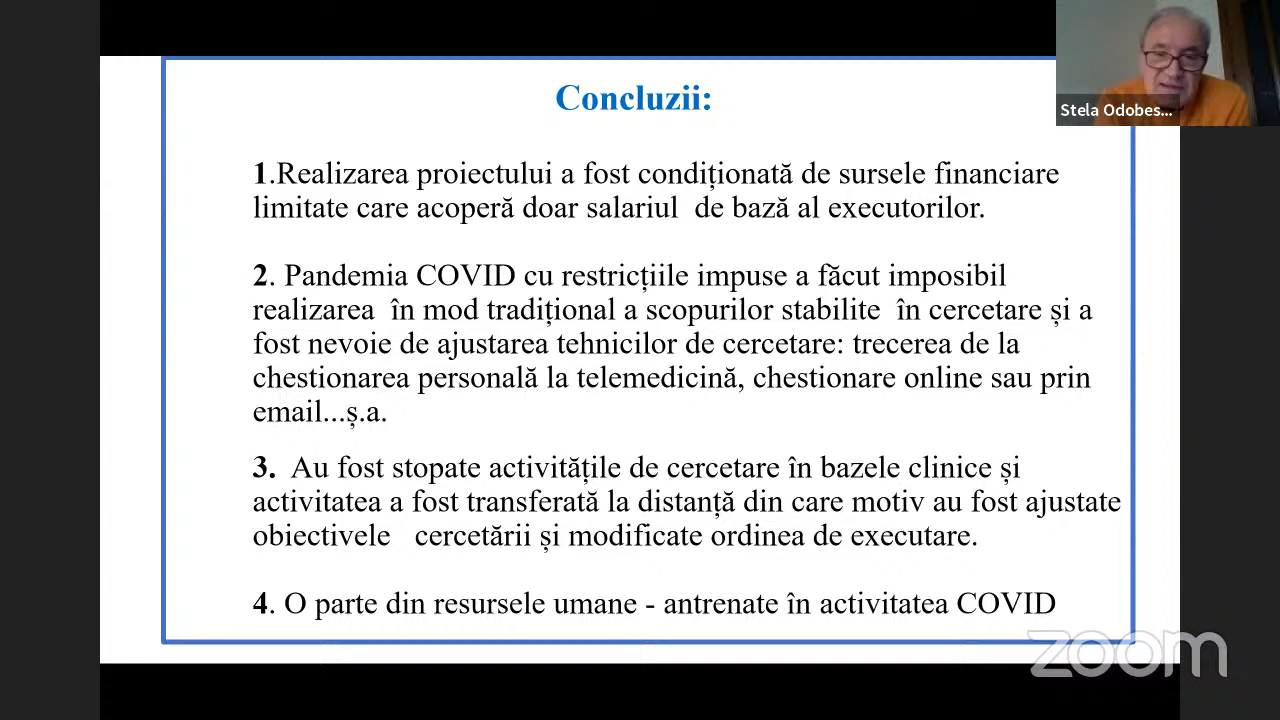 Concluzii:
Stela Odobes...
1.Realizarea proiectului a fost condiționată de sursele financiare
limitate care acoperă doar salariul de bază al executorilor.
2. Pandemia COVID cu restricțiile impuse a făcut imposibil
realizarea în mod tradițional a scopurilor stabilite în cercetare și a
fost nevoie de ajustarea tehnicilor de cercetare: trecerea de la
chestionarea personală la telemedicină, chestionare online sau prin
email...ș.a.
3. Au fost stopate activitățile de cercetare în bazele clinice și
activitatea a fost transferată la distanță din care motiv au fost ajustate
obiectivele cercetării și modificate ordinea de executare.
4. O parte din resursele umane - antrenate în activitatea COVID
zoom